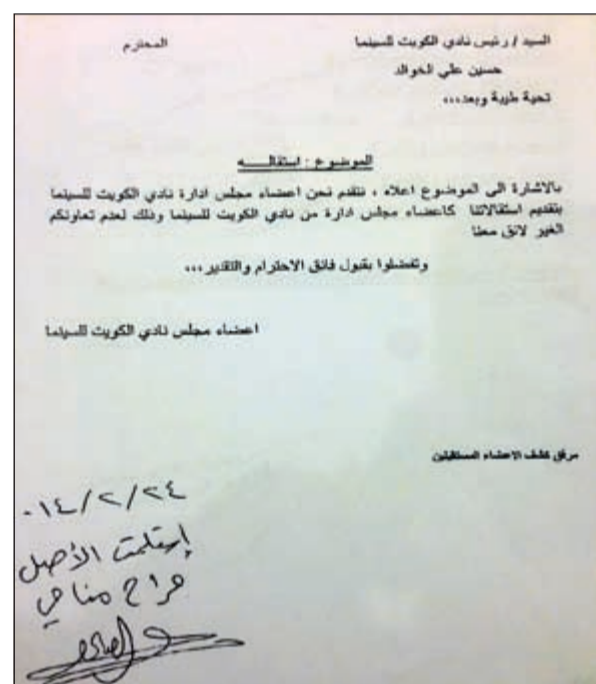 السيد / رئيس نادي الكويت للسينما المحترم
حسين علي الخوالد
تحية طيبة وبعد،،،
الموضوع : استقالـــــه
بالاشارة الى الموضوع اعلاه ، نتقدم نحن اعضاء مجلس ادارة نادي الكويت للسينما
بتقديم استقالاتنا كاعضاء مجلس ادارة من نادي الكويت للسينما وذلك لعدم تعاونكم
الغير لائق معنا
وتفضلوا بقبول فائق الاحترام والتقدير،،،
اعضاء مجلس نادي الكويت للسينما
مرفق كشف الاعضاء المستقيلين
٠١٤/٢/٢٤
إستلمت الأصل